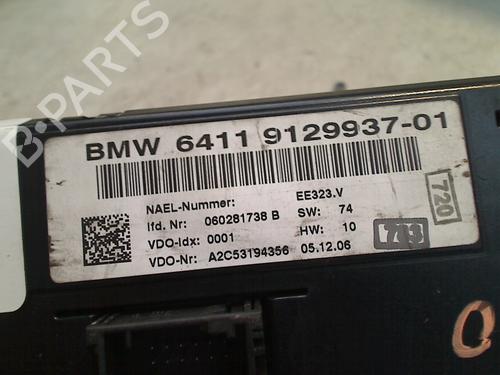 B-PARTS
BMW 6411 9129937-01
NAEL-Nummer: EE323.V
lfd. Nr: 060281738 B SW: 74
VDO-Idx: 0001 HW: 10
VDO-Nr: A2C53194356 05.12.06
720
783